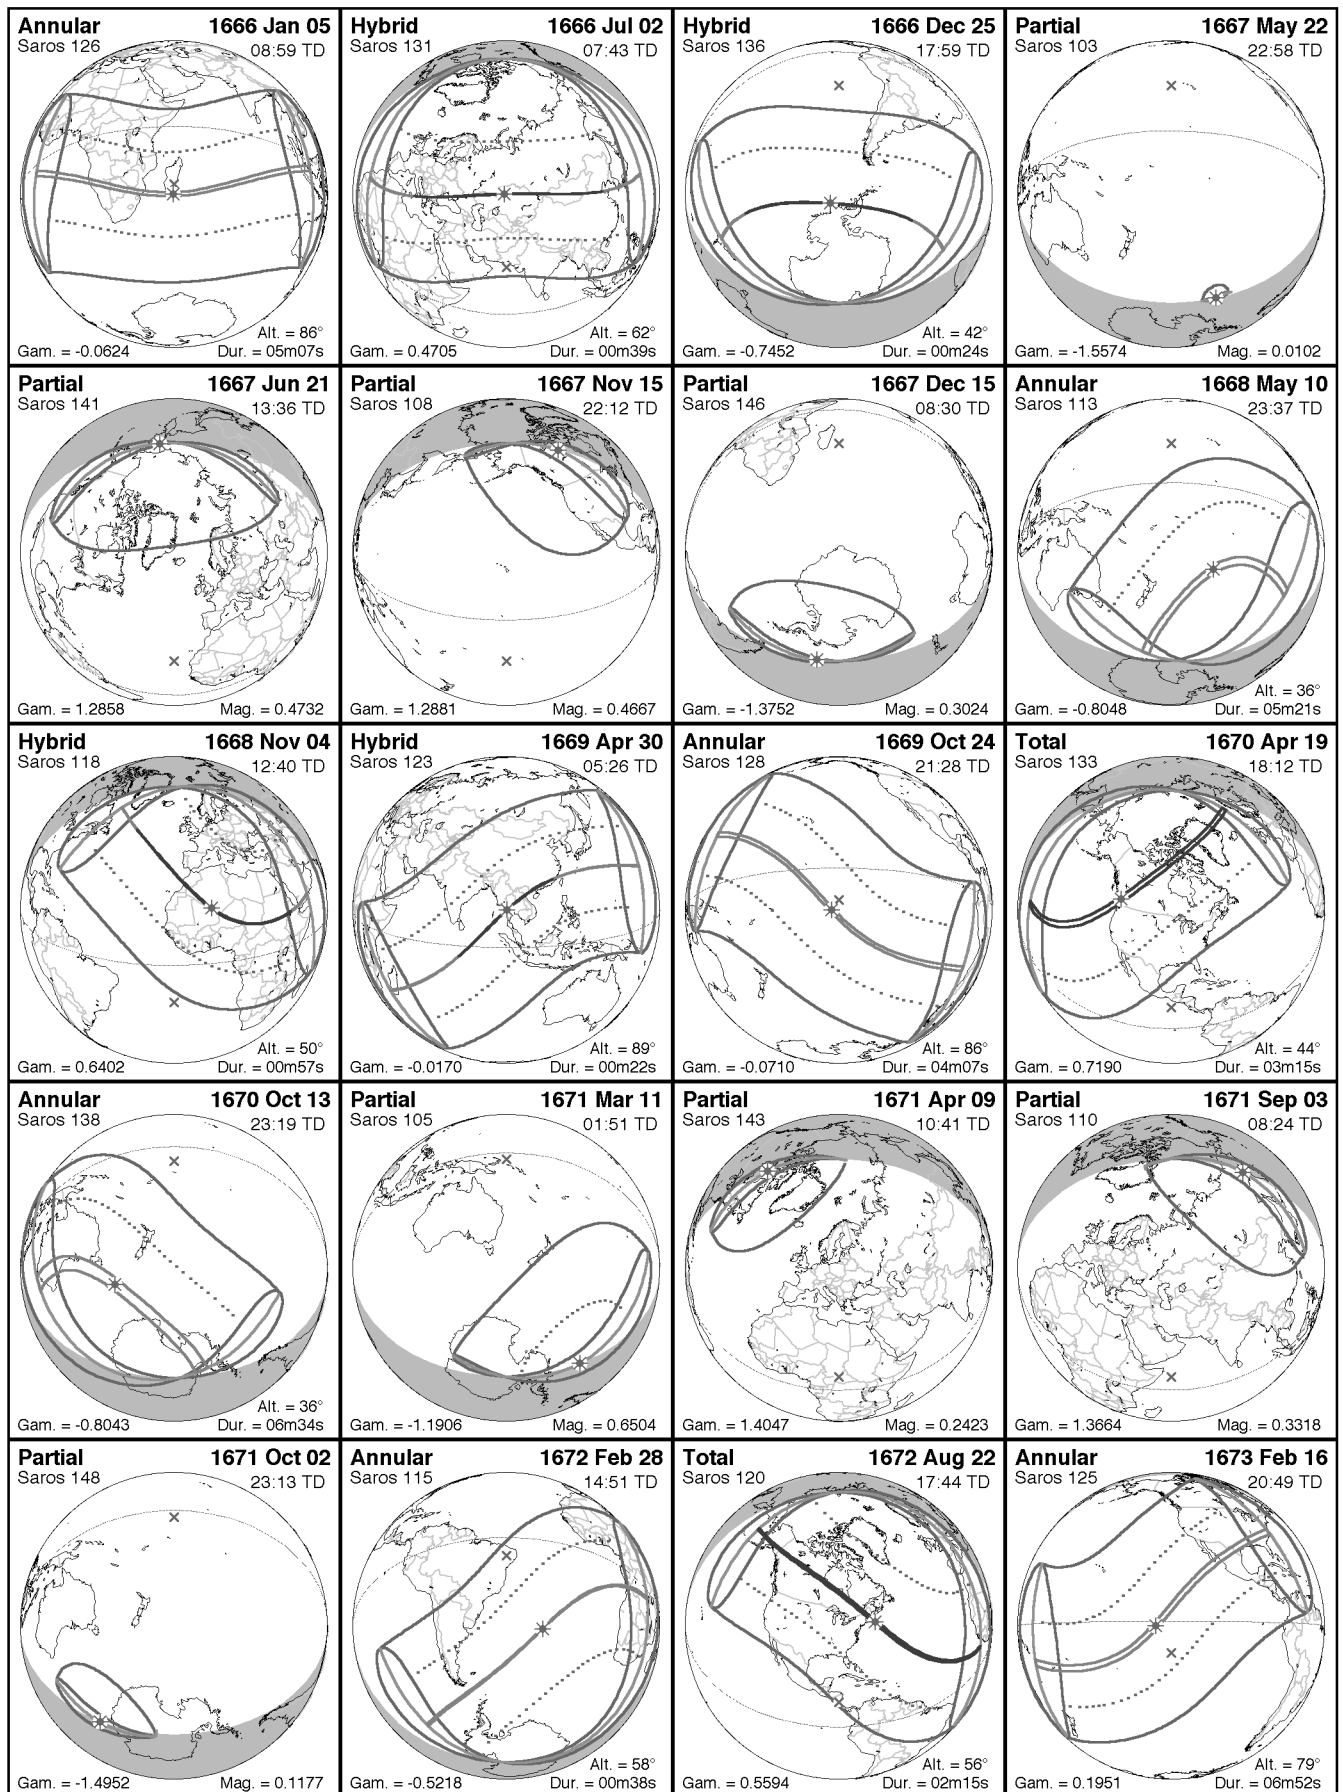 Annular 1666 Jan 05
Saros 126 08:59 TD
Alt. = 86°
Gam. = -0.0624 Dur. = 05m07s
Hybrid 1666 Jul 02
Saros 131 07:43 TD
Alt. = 62°
Gam. = 0.4705 Dur. = 00m39s
Hybrid 1666 Dec 25
Saros 136 17:59 TD
Alt. = 42°
Gam. = -0.7452 Dur. = 00m24s
Partial 1667 May 22
Saros 103 22:58 TD
Gam. = -1.5574 Mag. = 0.0102
Partial 1667 Jun 21
Saros 141 13:36 TD
Gam. = 1.2858 Mag. = 0.4732
Partial 1667 Nov 15
Saros 108 22:12 TD
Gam. = 1.2881 Mag. = 0.4667
Partial 1667 Dec 15
Saros 146 08:30 TD
Gam. = -1.3752 Mag. = 0.3024
Annular 1668 May 10
Saros 113 23:37 TD
Alt. = 36°
Gam. = -0.8048 Dur. = 05m21s
Hybrid 1668 Nov 04
Saros 118 12:40 TD
Alt. = 50°
Gam. = 0.6402 Dur. = 00m57s
Hybrid 1669 Apr 30
Saros 123 05:26 TD
Alt. = 89°
Gam. = -0.0170 Dur. = 00m22s
Annular 1669 Oct 24
Saros 128 21:28 TD
Alt. = 86°
Gam. = -0.0710 Dur. = 04m07s
Total 1670 Apr 19
Saros 133 18:12 TD
Alt. = 44°
Gam. = 0.7190 Dur. = 03m15s
Annular 1670 Oct 13
Saros 138 23:19 TD
Alt. = 36°
Gam. = -0.8043 Dur. = 06m34s
Partial 1671 Mar 11
Saros 105 01:51 TD
Gam. = -1.1906 Mag. = 0.6504
Partial 1671 Apr 09
Saros 143 10:41 TD
Gam. = 1.4047 Mag. = 0.2423
Partial 1671 Sep 03
Saros 110 08:24 TD
Gam. = 1.3664 Mag. = 0.3318
Partial 1671 Oct 02
Saros 148 23:13 TD
Gam. = -1.4952 Mag. = 0.1177
Annular 1672 Feb 28
Saros 115 14:51 TD
Alt. = 58°
Gam. = -0.5218 Dur. = 00m38s
Total 1672 Aug 22
Saros 120 17:44 TD
Alt. = 56°
Gam. = 0.5594 Dur. = 02m15s
Annular 1673 Feb 16
Saros 125 20:49 TD
Alt. = 79°
Gam. = 0.1951 Dur. = 06m52s